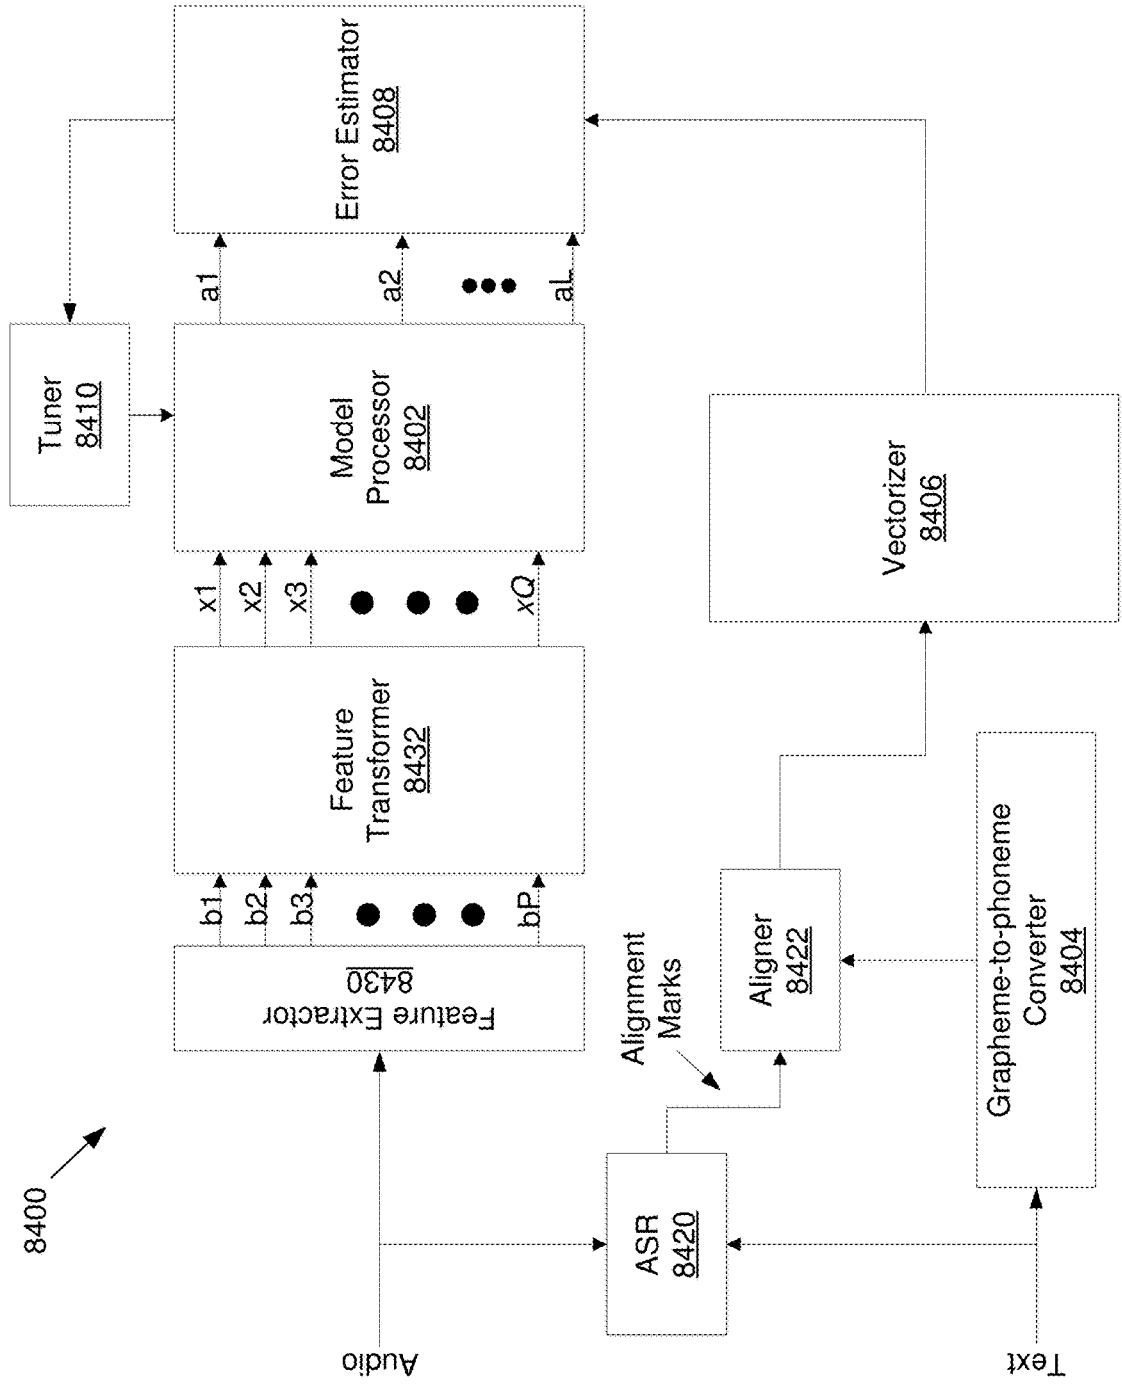 8400
Audio
Text
Feature Extractor
8430
b1
b2
b3
bP
Feature
Transformer
8432
x1
x2
x3
xQ
Model
Processor
8402
a1
a2
aL
Error Estimator
8408
Tuner
8410
ASR
8420
Alignment
Marks
Aligner
8422
Grapheme-to-phoneme
Converter
8404
Vectorizer
8406